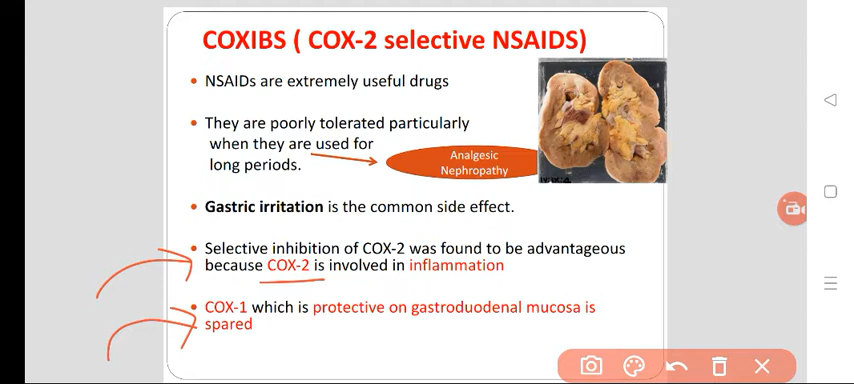 COXIBS ( COX-2 selective NSAIDS)
• NSAIDs are extremely useful drugs
• They are poorly tolerated particularly
when they are used for
long periods.
Analgesic
Nephropathy
• Gastric irritation is the common side effect.
• Selective inhibition of COX-2 was found to be advantageous
because COX-2 is involved in inflammation
• COX-1 which is protective on gastroduodenal mucosa is
spared